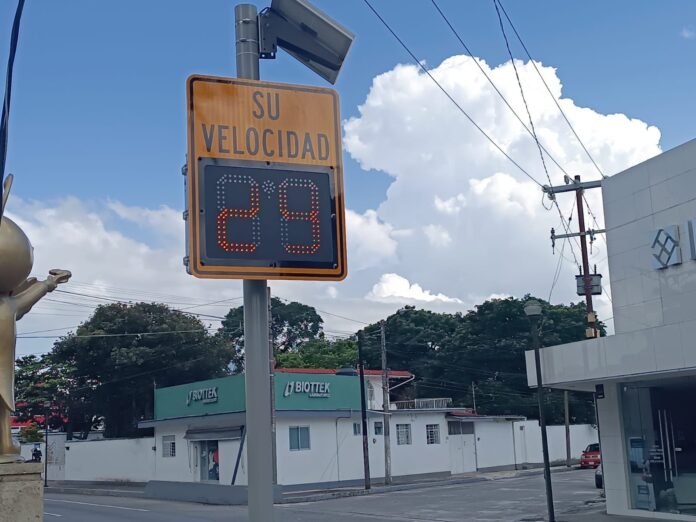 SU
VELOCIDAD
29
BIOTTEK
BIOTTEK